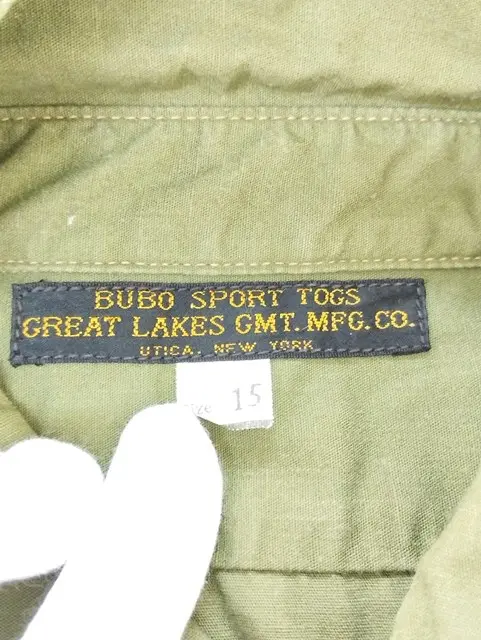 BUBO SPORT TOGS
GREAT LAKES GMT. MFG. CO.
UTICA, NEW YORK
15